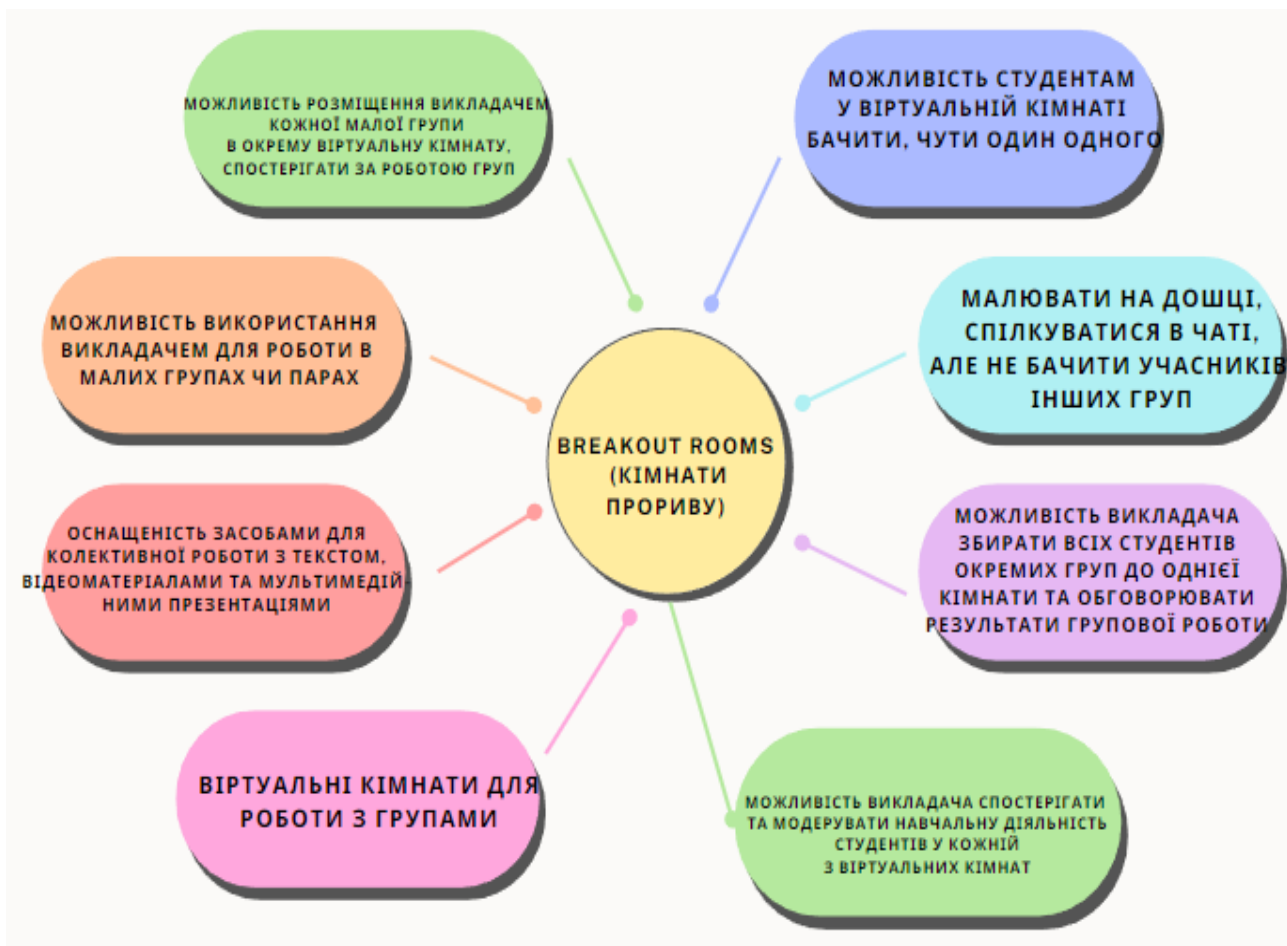 МОЖЛИВІСТЬ РОЗМІЩЕННЯ ВИКЛАДАЧЕМ
КОЖНОЇ МАЛОЇ ГРУПИ
В ОКРЕМУ ВІРТУАЛЬНУ КІМНАТУ,
СПОСТЕРІГАТИ ЗА РОБОТОЮ ГРУП
МОЖЛИВІСТЬ СТУДЕНТАМ
У ВІРТУАЛЬНІЙ КІМНАТІ
БАЧИТИ, ЧУТИ ОДИН ОДНОГО
МОЖЛИВІСТЬ ВИКОРИСТАННЯ
ВИКЛАДАЧЕМ ДЛЯ РОБОТИ В
МАЛИХ ГРУПАХ ЧИ ПАРАХ
МАЛЮВАТИ НА ДОШЦІ,
СПІЛКУВАТИСЯ В ЧАТІ,
АЛЕ НЕ БАЧИТИ УЧАСНИКІВ
ІНШИХ ГРУП
BREAKOUT ROOMS
(КІМНАТИ
ПРОРИВУ)
ОСНАЩЕНІСТЬ ЗАСОБАМИ ДЛЯ
КОЛЕКТИВНОЇ РОБОТИ З ТЕКСТОМ,
ВІДЕОМАТЕРІАЛАМИ ТА МУЛЬТИМЕДІЙ-
НИМИ ПРЕЗЕНТАЦІЯМИ
МОЖЛИВІСТЬ ВИКЛАДАЧА
ЗБИРАТИ ВСІХ СТУДЕНТІВ
ОКРЕМИХ ГРУП ДО ОДНІЄЇ
КІМНАТИ ТА ОБГОВОРЮВАТИ
РЕЗУЛЬТАТИ ГРУПОВОЇ РОБОТИ
ВІРТУАЛЬНІ КІМНАТИ ДЛЯ
РОБОТИ З ГРУПАМИ
МОЖЛИВІСТЬ ВИКЛАДАЧА СПОСТЕРІГАТИ
ТА МОДЕРУВАТИ НАВЧАЛЬНУ ДІЯЛЬНІСТЬ
СТУДЕНТІВ У КОЖНІЙ
З ВІРТУАЛЬНИХ КІМНАТ